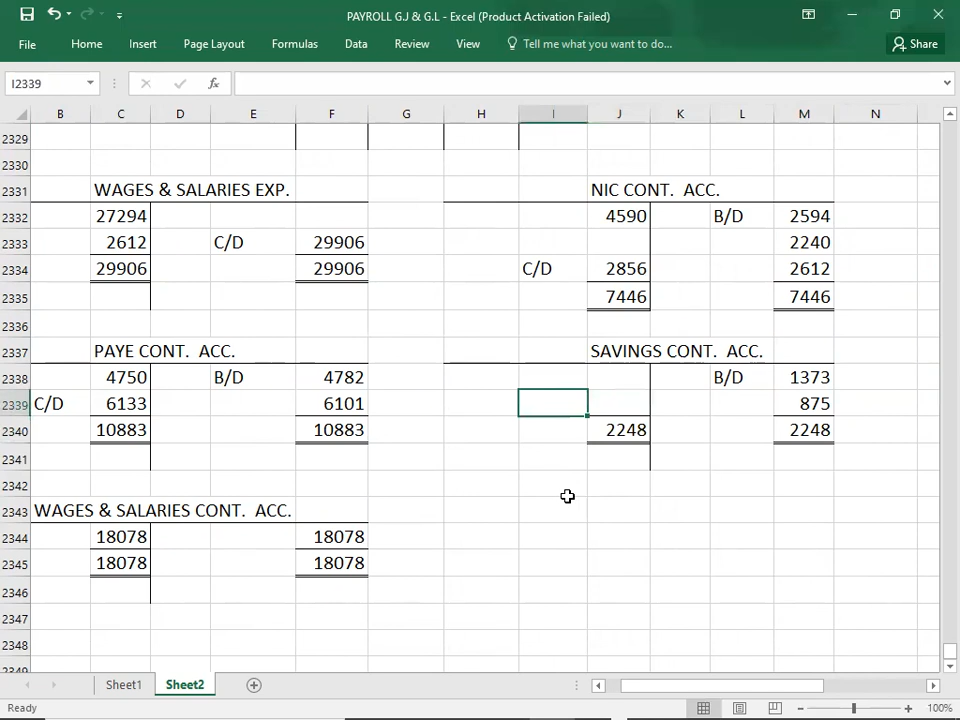 PAYROLL G.J & G.L - Excel (Product Activation Failed)
File Home Insert Page Layout Formulas Data Review View Tell me what you want to do... Share
I2339 fx
B C D E F G H I J K L M N
2329
2330
2331 WAGES & SALARIES EXP. NIC CONT. ACC.
2332 27294 4590 B/D 2594
2333 2612 C/D 29906 2240
2334 29906 29906 C/D 2856 2612
2335 7446 7446
2336
2337 PAYE CONT. ACC. SAVINGS CONT. ACC.
2338 4750 B/D 4782 B/D 1373
2339 C/D 6133 6101 875
2340 10883 10883 2248 2248
2341
2342
2343 WAGES & SALARIES CONT. ACC.
2344 18078 18078
2345 18078 18078
2346
2347
2348
2349
Sheet1 Sheet2
Ready 100%